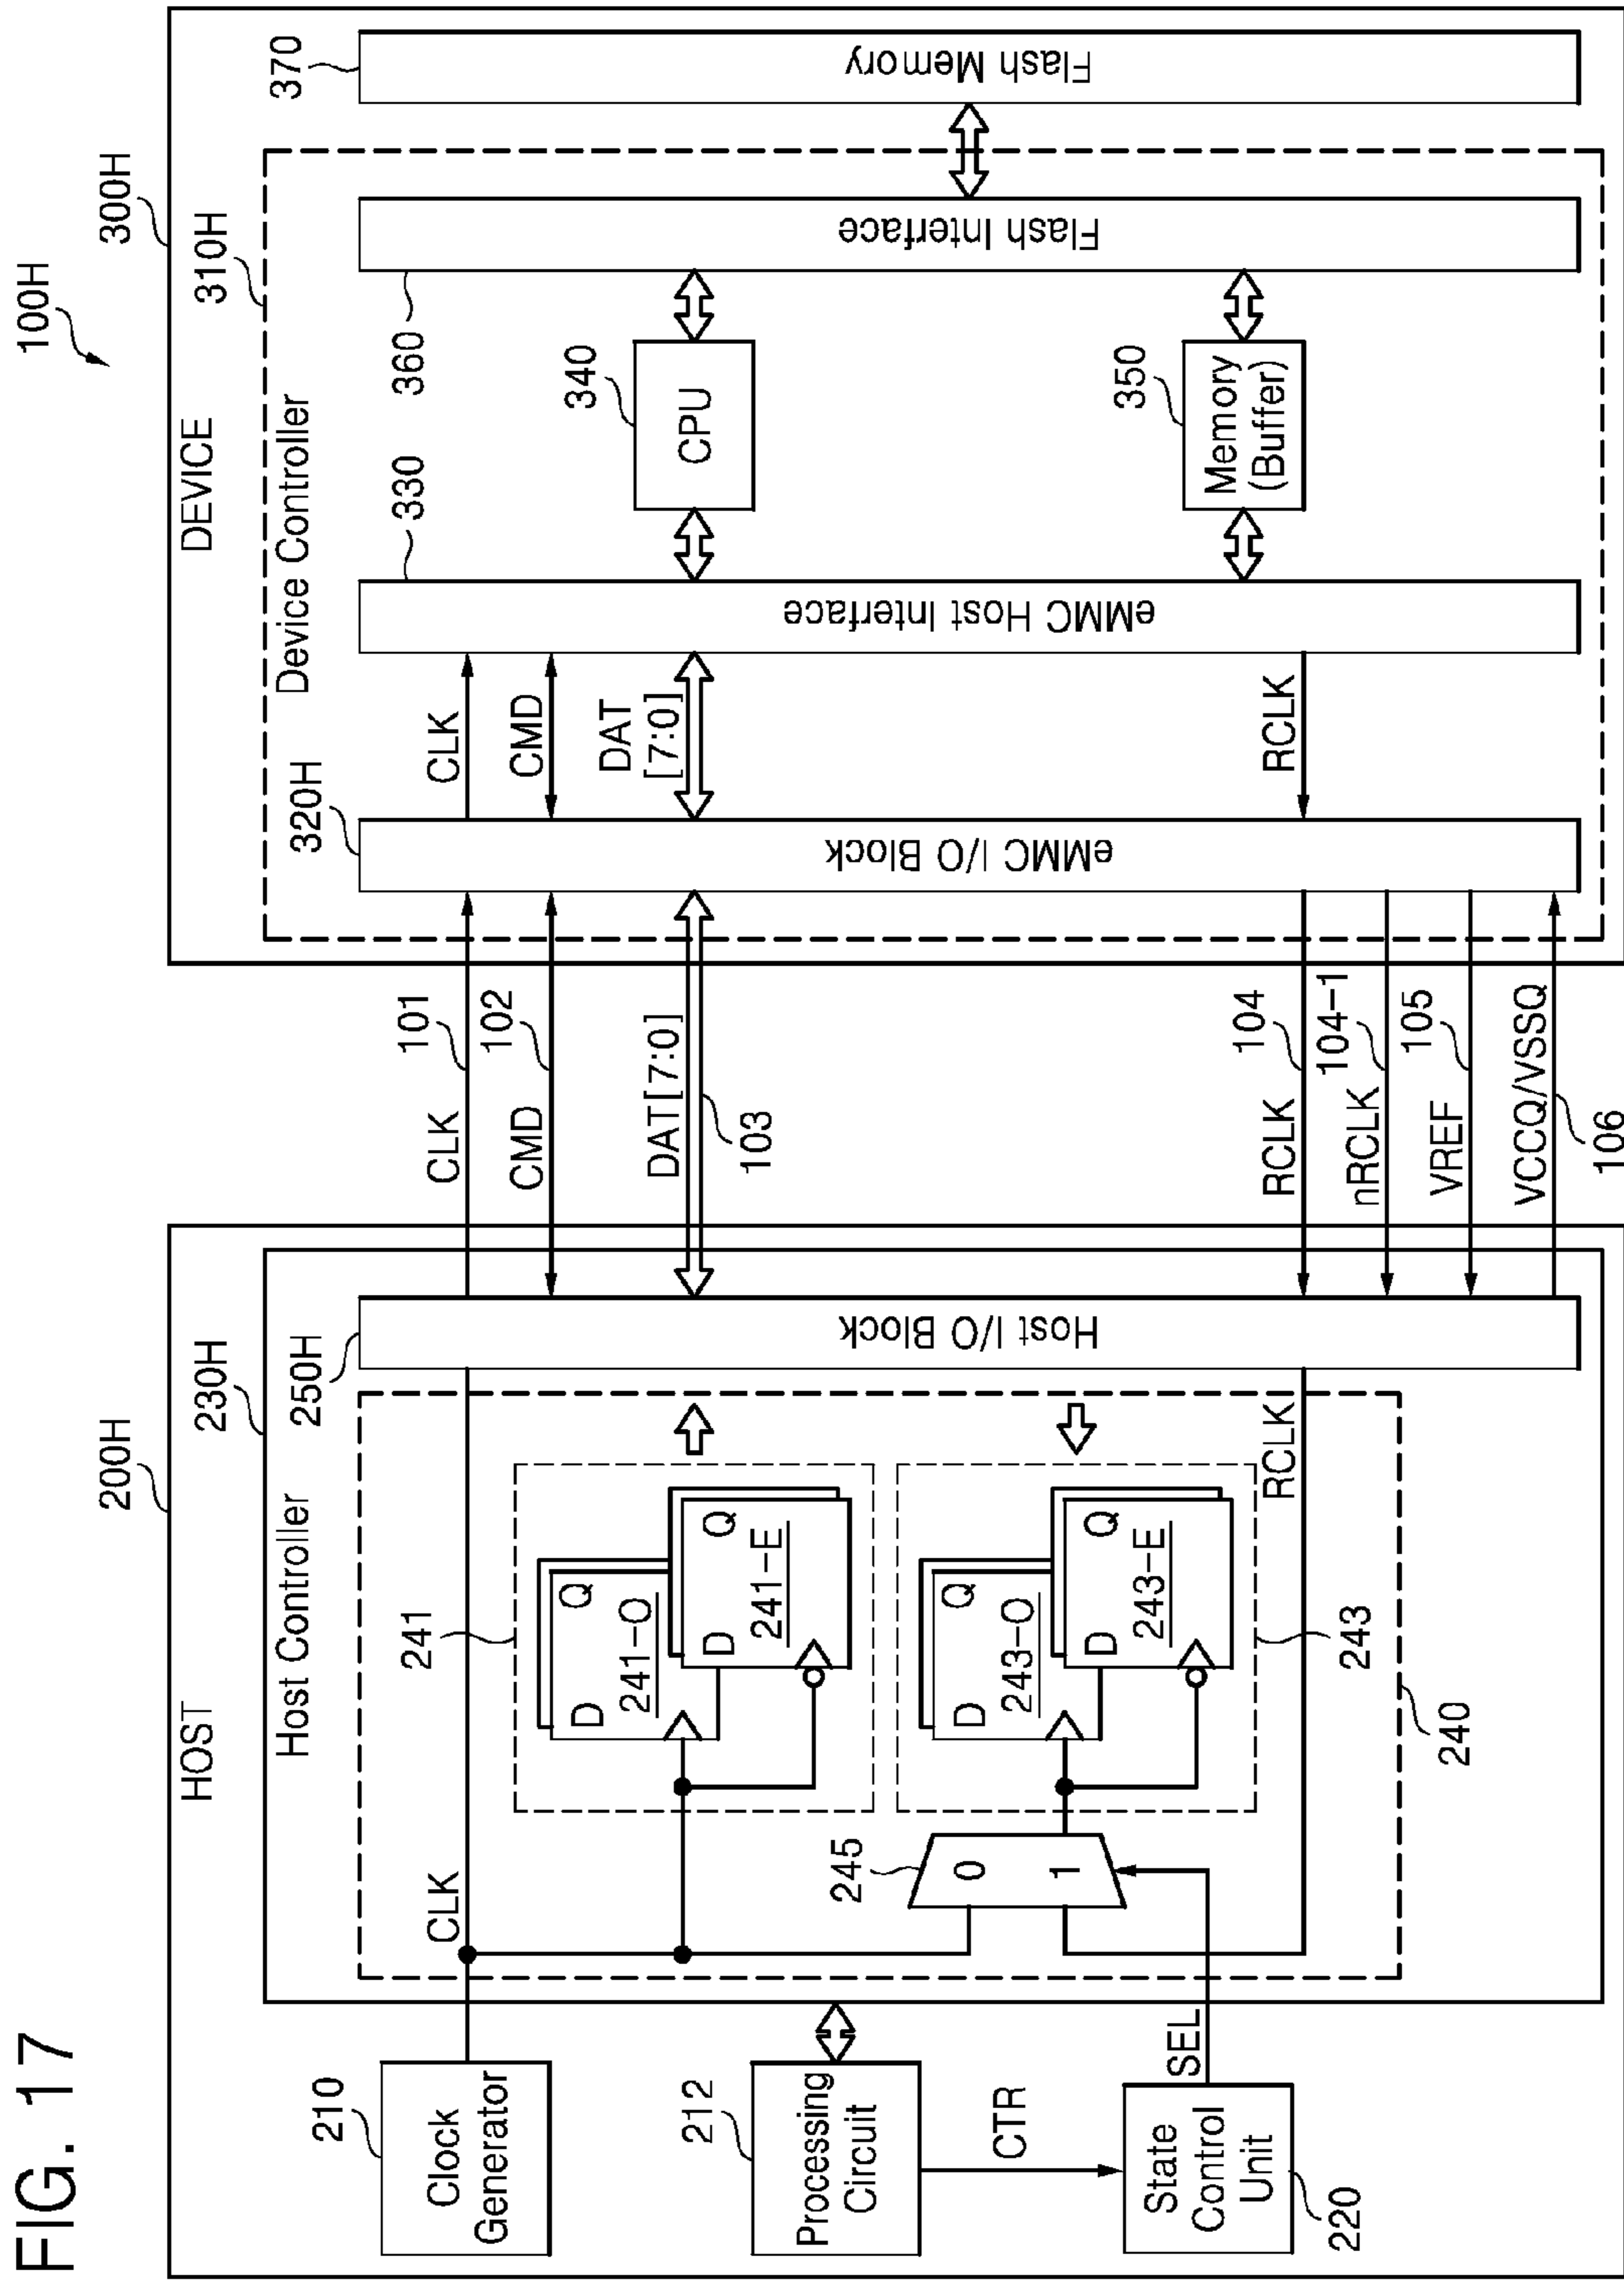 FIG. 17
100H
200H
HOST
230H
Host Controller
250H
210
Clock
Generator
212
Processing
Circuit
CTR
State
Control
Unit
220
SEL
CLK
241
D
Q
241-O
D
Q
241-E
245
0
1
D
Q
243-O
D
Q
243-E
243
RCLK
240
Host I/O Block
CLK
101
CMD
102
DAT[7:0]
103
RCLK
104
nRCLK
104-1
VREF
105
VCCQ/VSSQ
106
300H
DEVICE
310H
Device Controller
320H
eMMC I/O Block
CLK
CMD
DAT
[7:0]
RCLK
330
eMMC Host Interface
340
CPU
350
Memory
(Buffer)
360
Flash Interface
370
Flash Memory